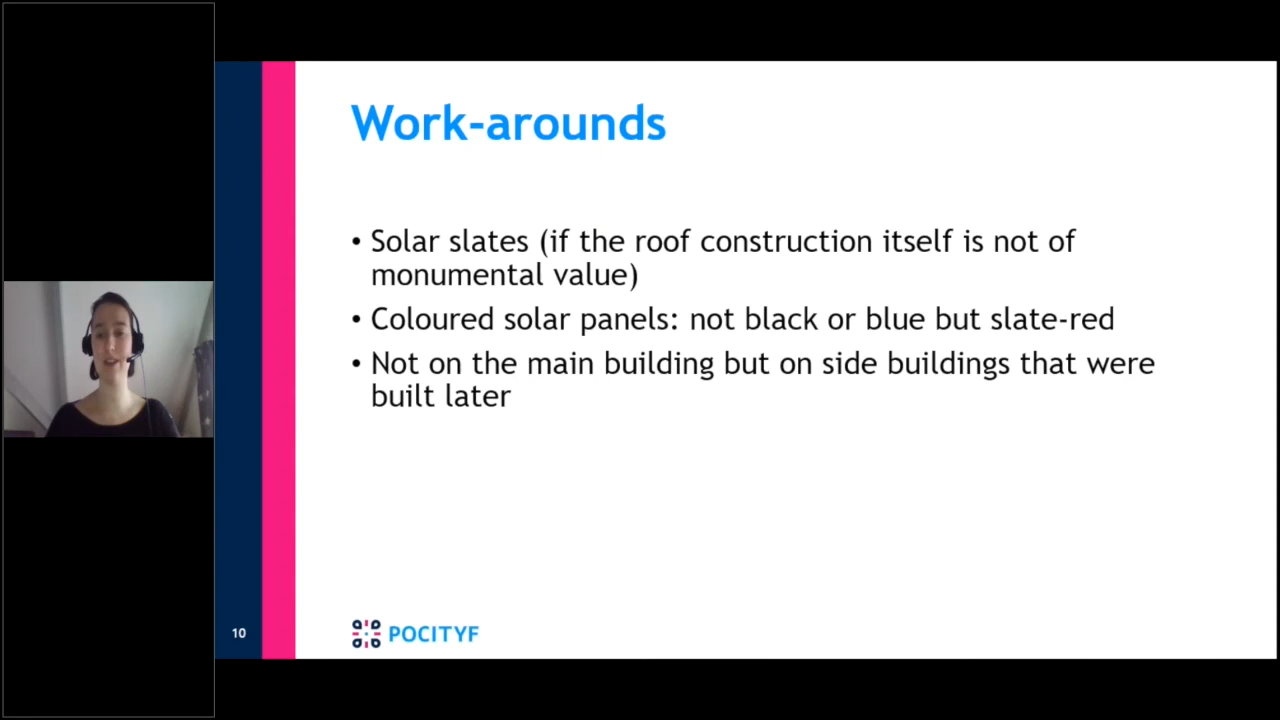 Work-arounds
• Solar slates (if the roof construction itself is not of
monumental value)
• Coloured solar panels: not black or blue but slate-red
• Not on the main building but on side buildings that were
built later
10
POCITYF